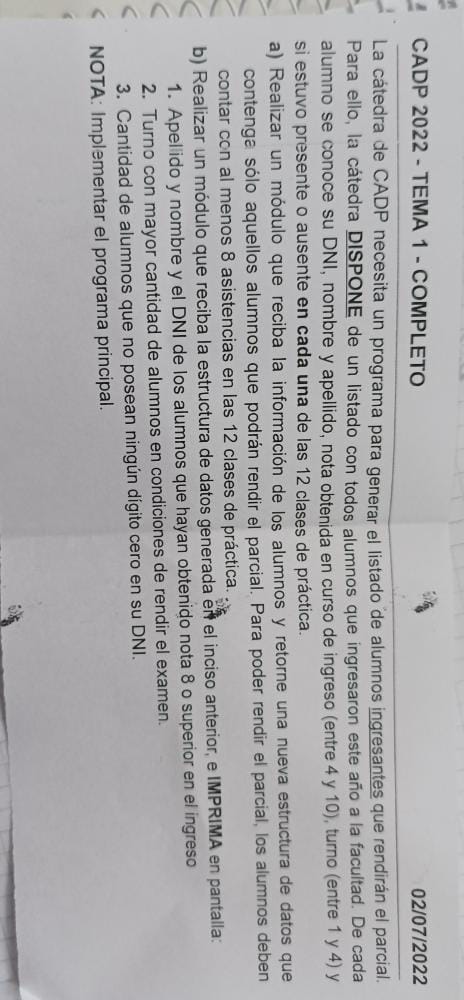 CADP 2022 - TEMA 1 - COMPLETO 02/07/2022
La cátedra de CADP necesita un programa para generar el listado de alumnos ingresantes que rendirán el parcial.
Para ello, la cátedra DISPONE de un listado con todos alumnos que ingresaron este año a la facultad. De cada
alumno se conoce su DNI, nombre y apellido, nota obtenida en curso de ingreso (entre 4 y 10), turno (entre 1 y 4) y
si estuvo presente o ausente en cada una de las 12 clases de práctica.
a) Realizar un módulo que reciba la información de los alumnos y retorne una nueva estructura de datos que
contenga sólo aquellos alumnos que podrán rendir el parcial. Para poder rendir el parcial, los alumnos deben
contar con al menos 8 asistencias en las 12 clases de práctica.
b) Realizar un módulo que reciba la estructura de datos generada en el inciso anterior, e IMPRIMA en pantalla:
1. Apellido y nombre y el DNI de los alumnos que hayan obtenido nota 8 o superior en el ingreso
2. Turno con mayor cantidad de alumnos en condiciones de rendir el examen.
3. Cantidad de alumnos que no posean ningún dígito cero en su DNI.
NOTA: Implementar el programa principal.